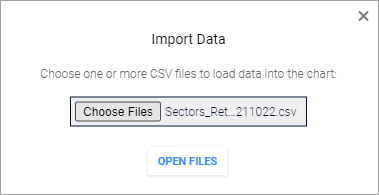 Import Data
Choose one or more CSV files to load data into the chart:
Choose Files Sectors_Ret...211022.csv
OPEN FILES